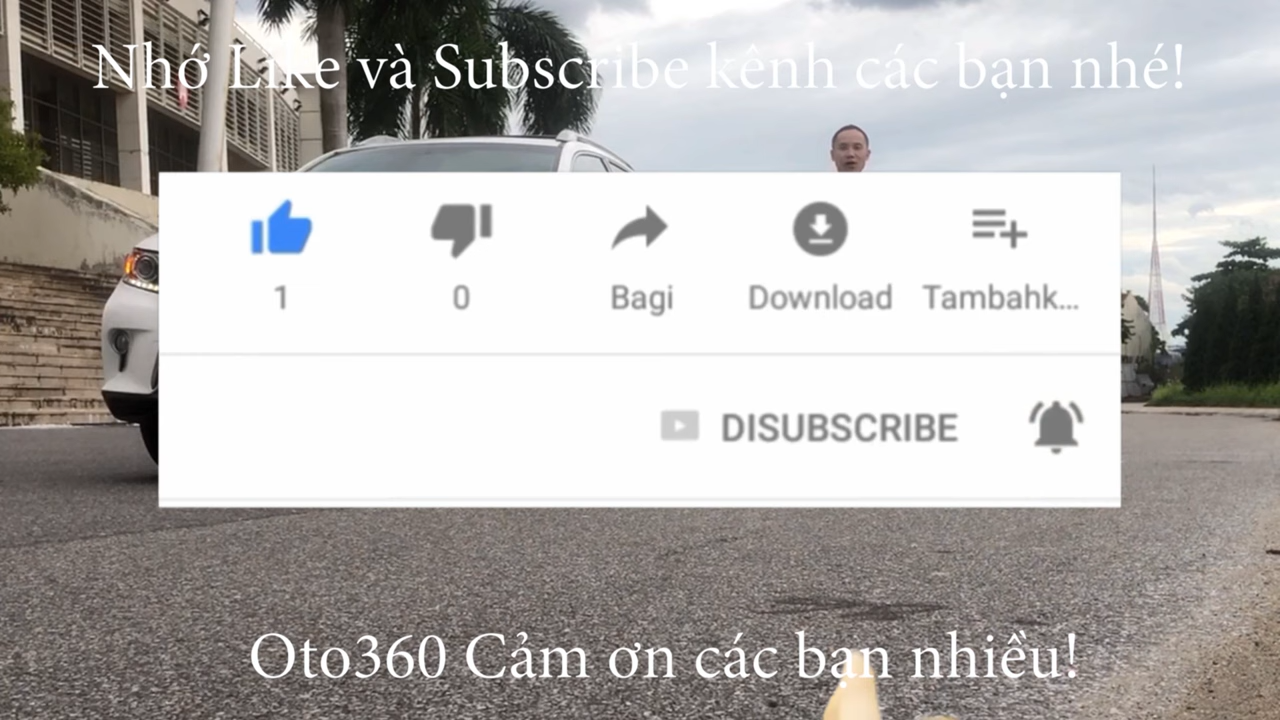 Nhớ Like và Subscribe kênh các bạn nhé!
1 0 Bagi Download Tambahk...
DISUBSCRIBE
Oto360 Cảm ơn các bạn nhiều!